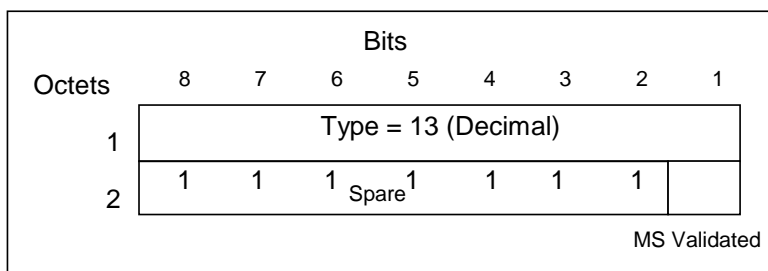 Bits
Octets 8 7 6 5 4 3 2 1
1 Type = 13 (Decimal)
2 1 1 1 Spare 1 1 1 1
MS Validated